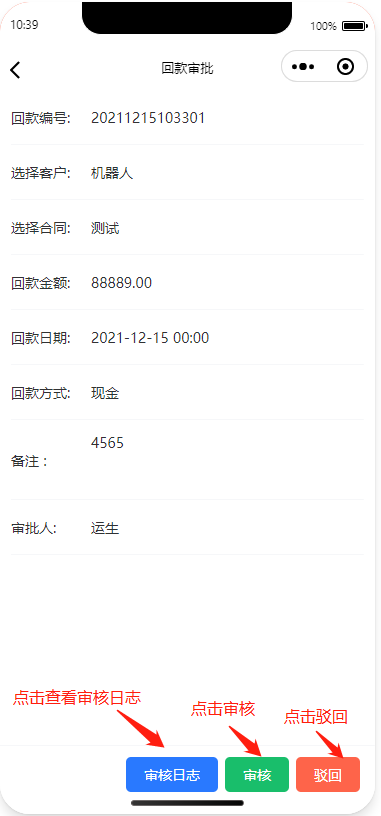 10:39
100%
回款审批
回款编号: 20211215103301
选择客户: 机器人
选择合同: 测试
回款金额: 88889.00
回款日期: 2021-12-15 00:00
回款方式: 现金
备注： 4565
审批人: 运生
点击查看审核日志
点击审核
点击驳回
审核日志
审核
驳回